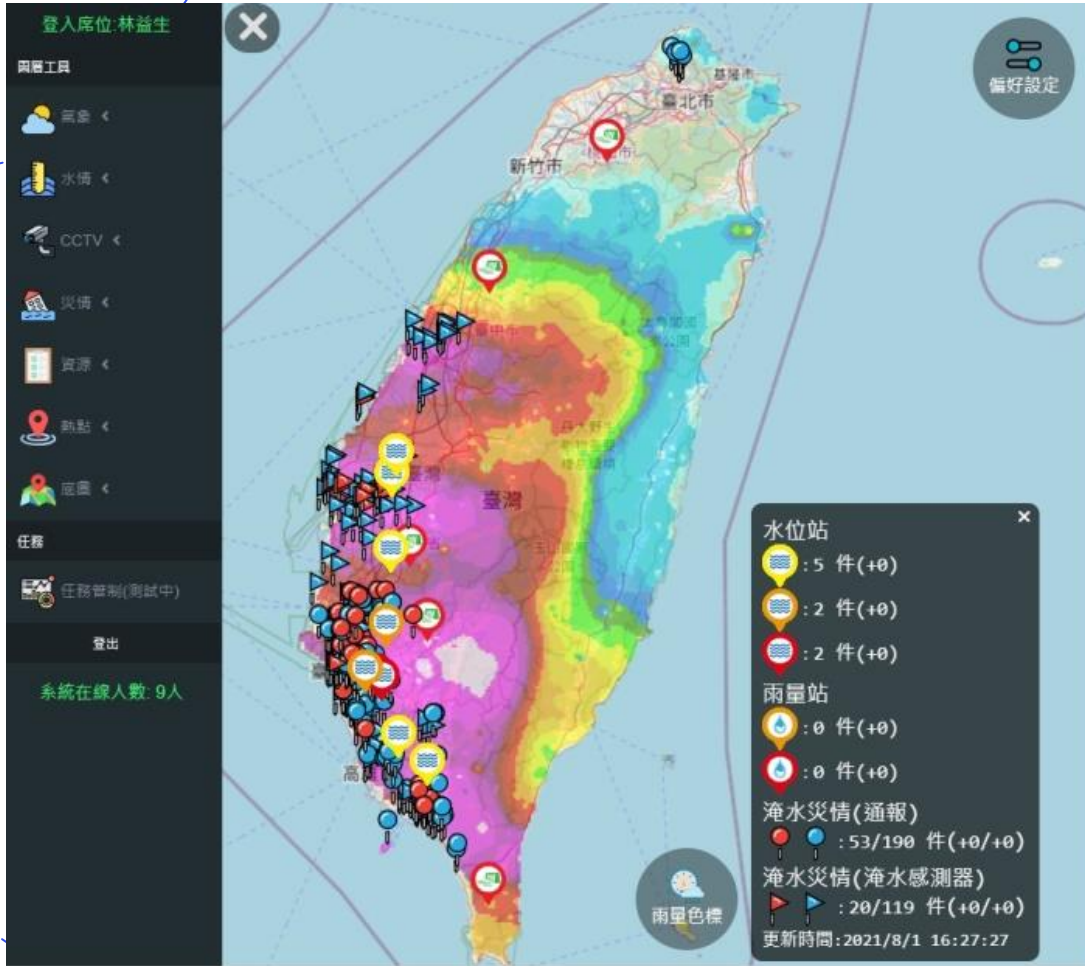 登入席位:林益生
圖層工具
氣象
水情
CCTV
災情
資源
熱點
底圖
任務
任務管制(測試中)
登出
系統在線人數: 9人
偏好設定
基隆市
臺北市
新竹市
臺中市
臺灣
臺灣
雨量色標
水位站
:5 件(+0)
:2 件(+0)
:2 件(+0)
雨量站
:0 件(+0)
:0 件(+0)
淹水災情(通報)
:53/190 件(+0/+0)
淹水災情(淹水感測器)
:20/119 件(+0/+0)
更新時間:2021/8/1 16:27:27